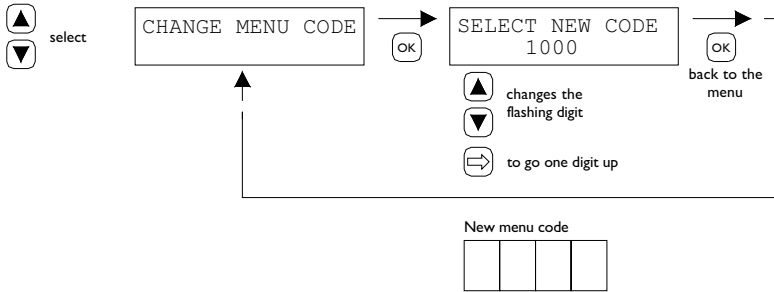 select
CHANGE MENU CODE
OK
SELECT NEW CODE
1000
OK
back to the
menu
changes the
flashing digit
to go one digit up
New menu code